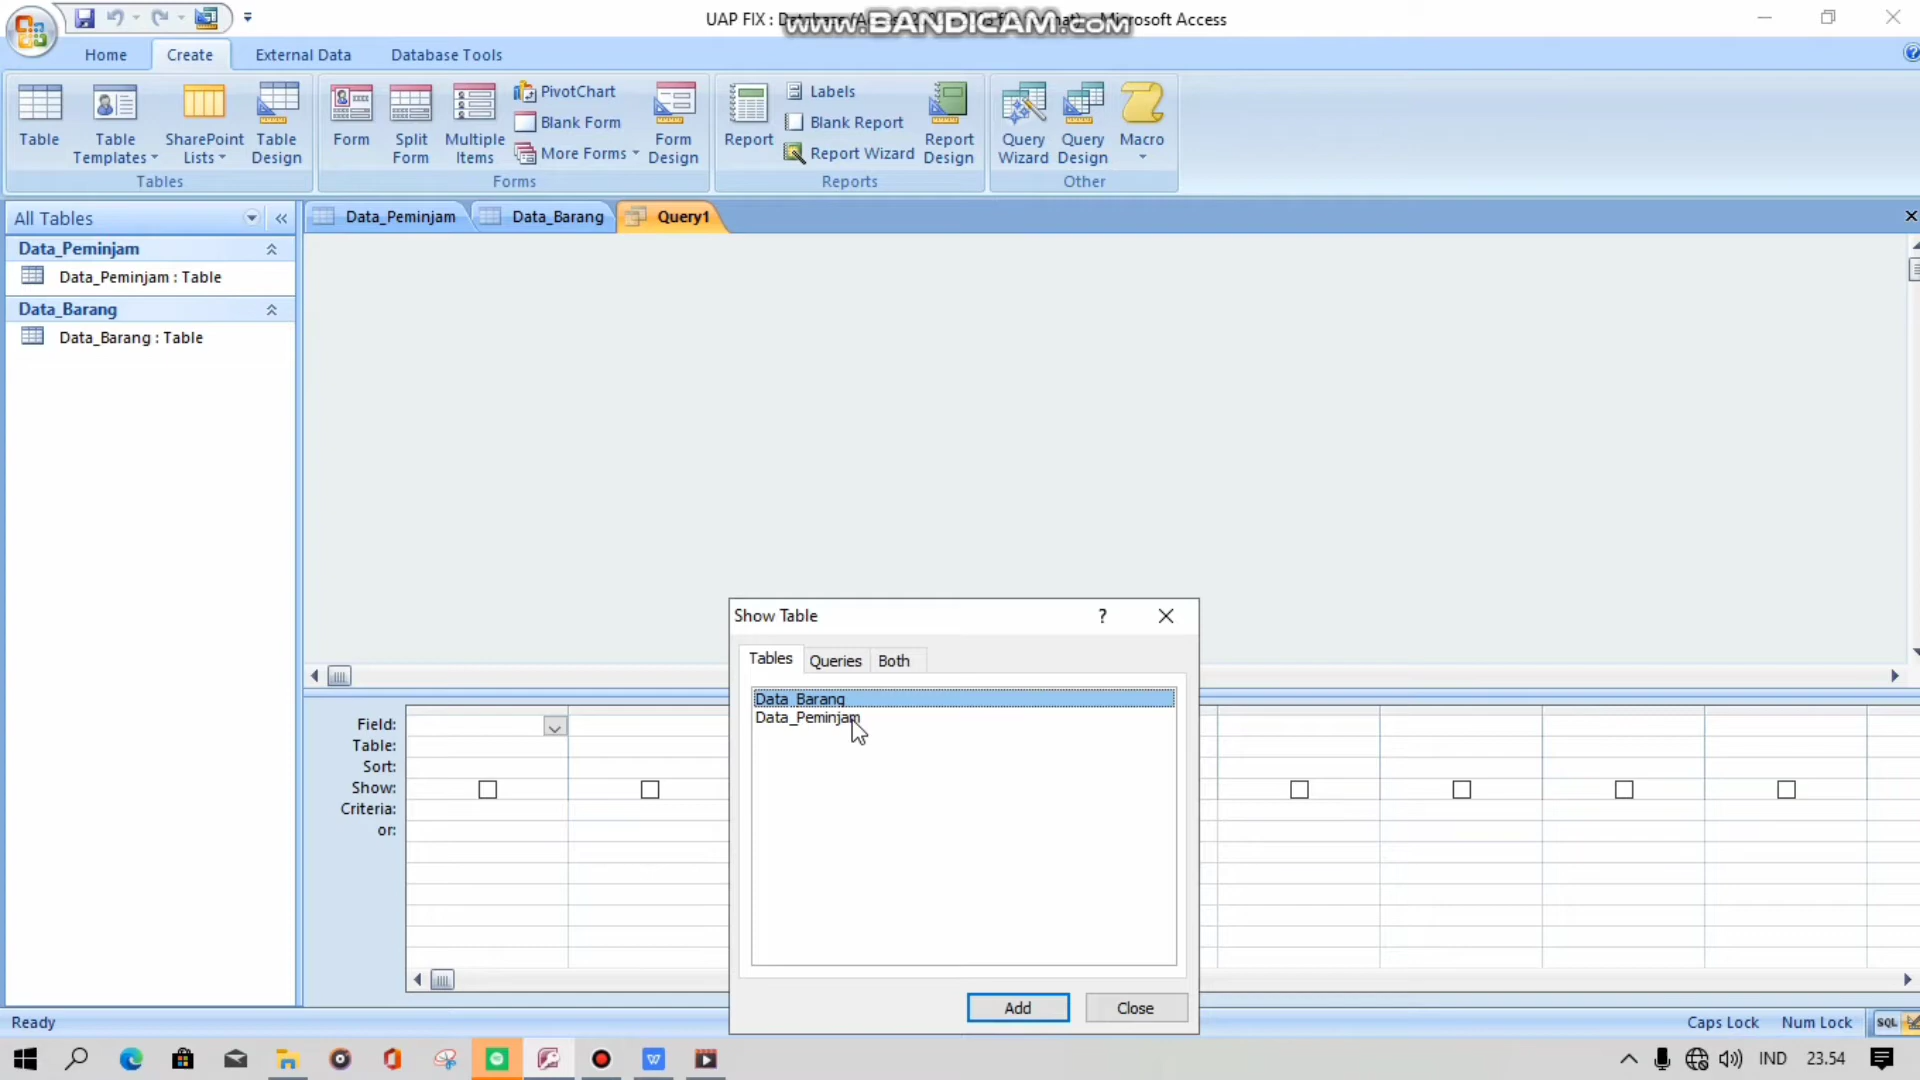 UAP FIX : Database (Access 2 format) - Microsoft Access
www.BANDICAM.com
Home Create External Data Database Tools
Table
Table Templates
SharePoint Lists
Table Design
Tables
Form
Split Form
Multiple Items
PivotChart
Blank Form
More Forms
Form Design
Forms
Report
Labels
Blank Report
Report Wizard
Report Design
Reports
Query Wizard
Query Design
Macro
Other
All Tables
Data_Peminjam Data_Barang Query1
Data_Peminjam
Data_Peminjam : Table
Data_Barang
Data_Barang : Table
Show Table
Tables Queries Both
Data_Barang
Data_Peminjam
Field:
Table:
Sort:
Show:
Criteria:
or:
Add Close
Ready
Caps Lock Num Lock SQL
IND 23.54